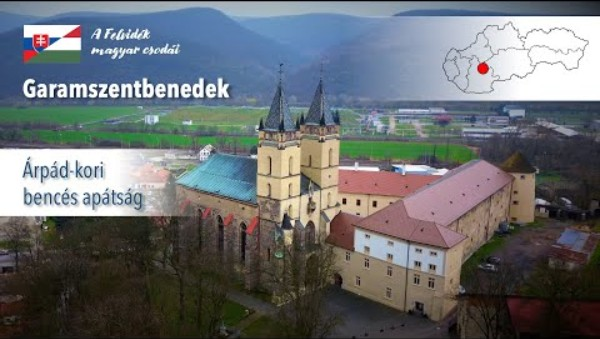 A Felvidék
magyar csodái
Garamszentbenedek
Árpád-kori
bencés apátság